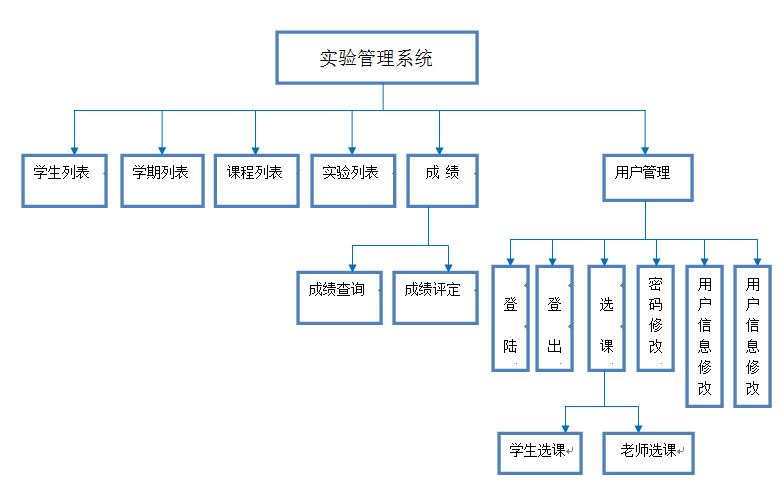 实验管理系统
学生列表
学期列表
课程列表
实验列表
成 绩
用户管理
成绩查询
成绩评定
登陆
登出
选课
密码修改
用户信息修改
用户信息修改
学生选课
老师选课